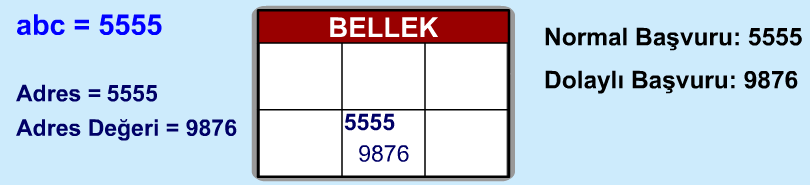 abc = 5555
Adres = 5555
Adres Değeri = 9876
BELLEK
5555
9876
Normal Başvuru: 5555
Dolaylı Başvuru: 9876